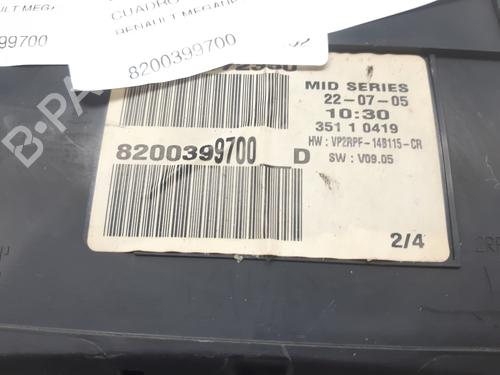 8200399700
CUADRO
RENAULT MEGANE
8200399700
MID SERIES
22-07-05
10:30
351 1 0419
HW : VP2RPF-14B115-CR
SW : V09.05
8200399700 D
2/4
B-PA